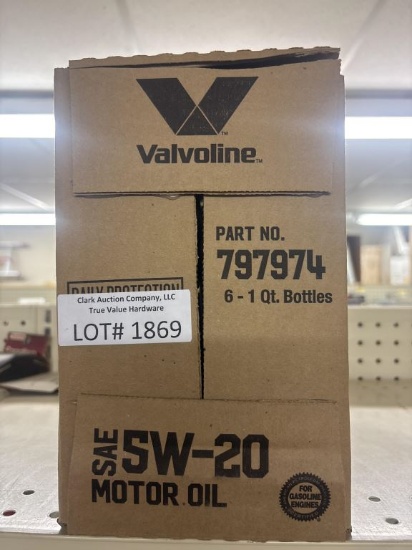 Valvoline™
PART NO.
797974
6 - 1 Qt. Bottles
DAILY PROTECTION
Clark Auction Company, LLC
True Value Hardware
LOT# 1869
SAE 5W-20
MOTOR OIL
FOR
GASOLINE
ENGINES